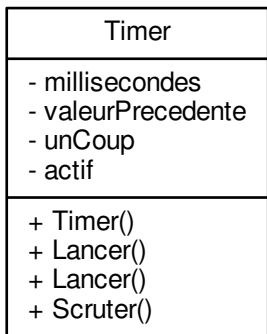 Timer
- millisecondes
- valeurPrecedente
- unCoup
- actif
+ Timer()
+ Lancer()
+ Lancer()
+ Scruter()